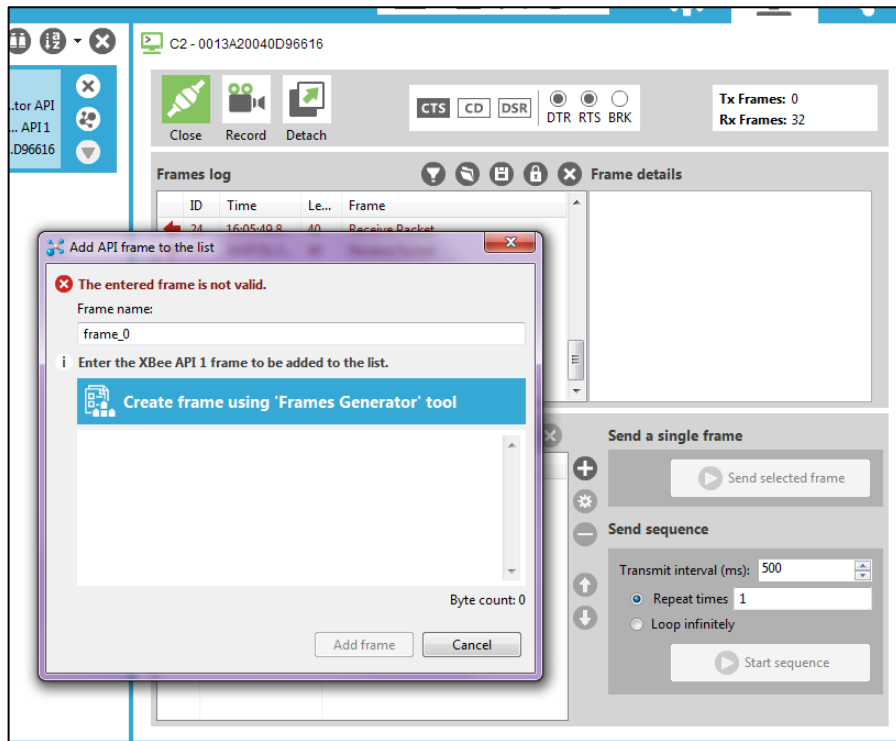 C2 - 0013A20040D96616
...tor API
... API 1
.D96616
Close
Record
Detach
CTS
CD
DSR
DTR
RTS
BRK
Tx Frames: 0
Rx Frames: 32
Frames log
Frame details
ID Time Le... Frame
24 16:05:49.8... 40 Receive Packet
Add API frame to the list
The entered frame is not valid.
Frame name:
frame_0
i Enter the XBee API 1 frame to be added to the list.
Create frame using 'Frames Generator' tool
Byte count: 0
Add frame
Cancel
Send a single frame
Send selected frame
Send sequence
Transmit interval (ms): 500
Repeat times 1
Loop infinitely
Start sequence